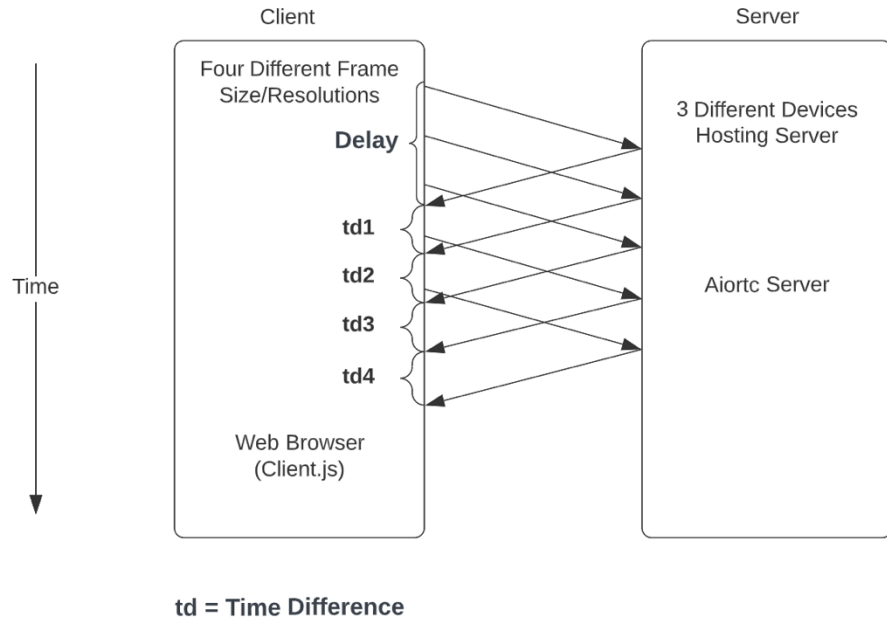 Client
Server
Four Different Frame
Size/Resolutions
3 Different Devices
Hosting Server
Delay
td1
td2
Time
Aiortc Server
td3
td4
Web Browser
(Client.js)
td = Time Difference